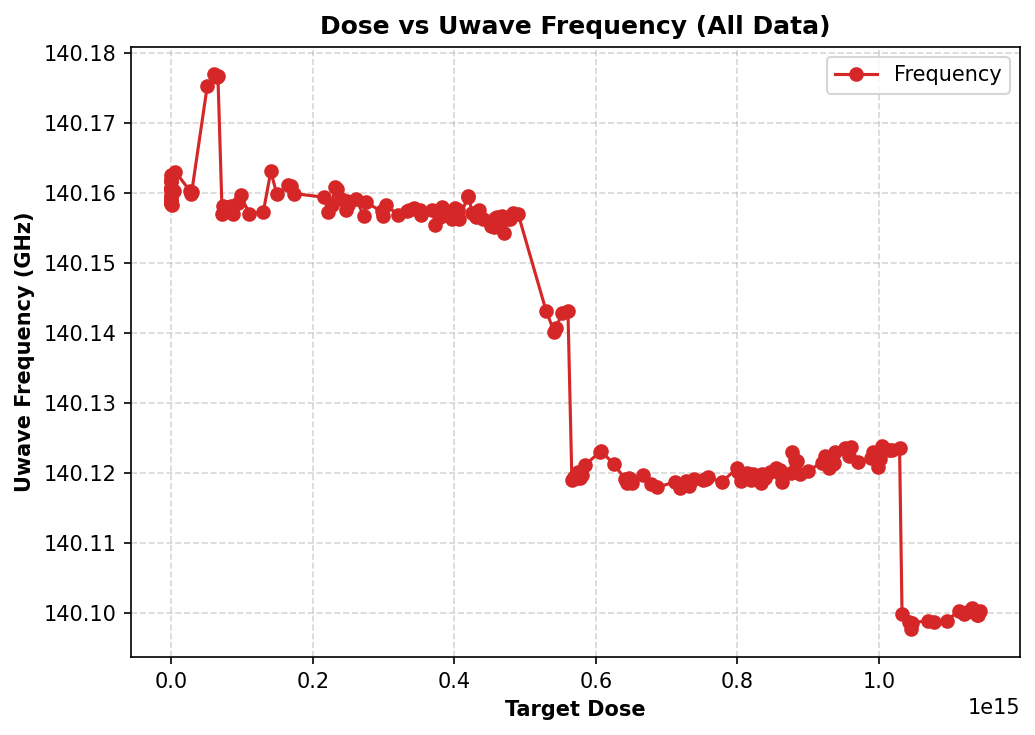 Dose vs Uwave Frequency (All Data)
Frequency
Uwave Frequency (GHz)
140.18
140.17
140.16
140.15
140.14
140.13
140.12
140.11
140.10
0.0 0.2 0.4 0.6 0.8 1.0
1e15
Target Dose